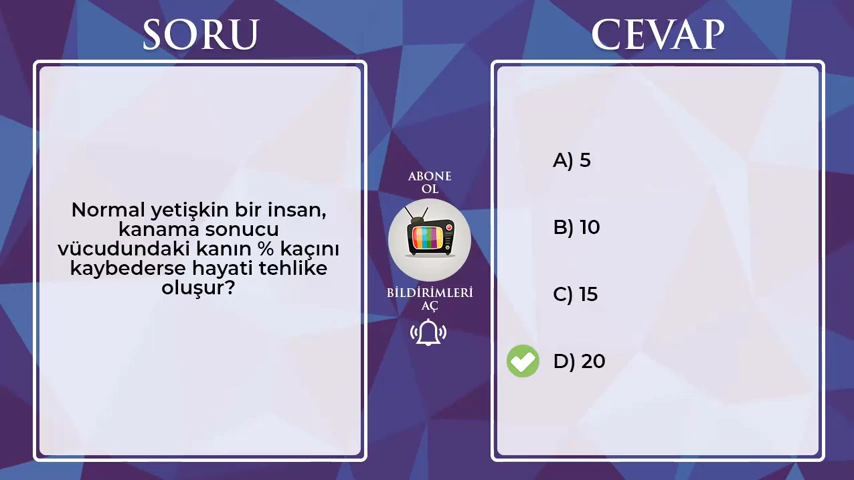 SORU
CEVAP
Normal yetişkin bir insan,
kanama sonucu
vücudundaki kanın % kaçını
kaybederse hayati tehlike
oluşur?
ABONE
OL
BİLDİRİMLERİ
AÇ
A) 5
B) 10
C) 15
D) 20